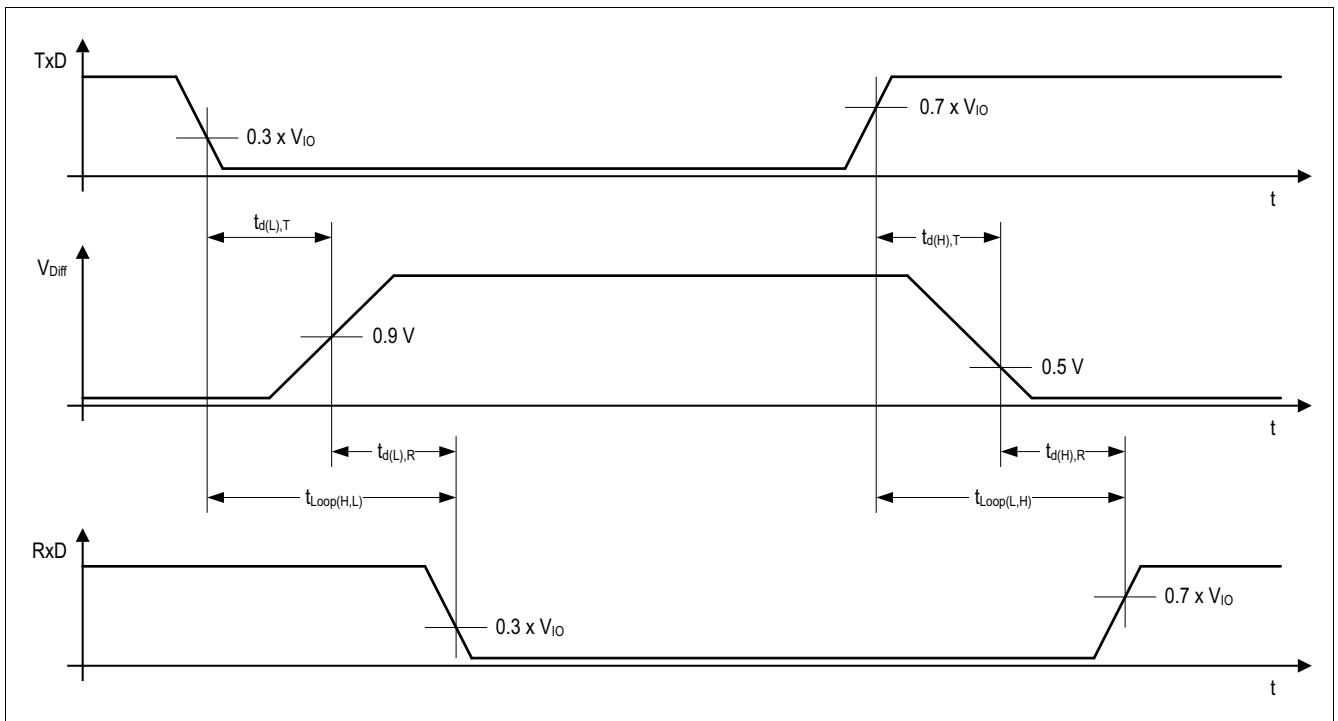 TxD
0.3 x VIO
0.7 x VIO
t
td(L),T
td(H),T
VDiff
0.9 V
0.5 V
t
td(L),R
td(H),R
tLoop(H,L)
tLoop(L,H)
RxD
0.3 x VIO
0.7 x VIO
t